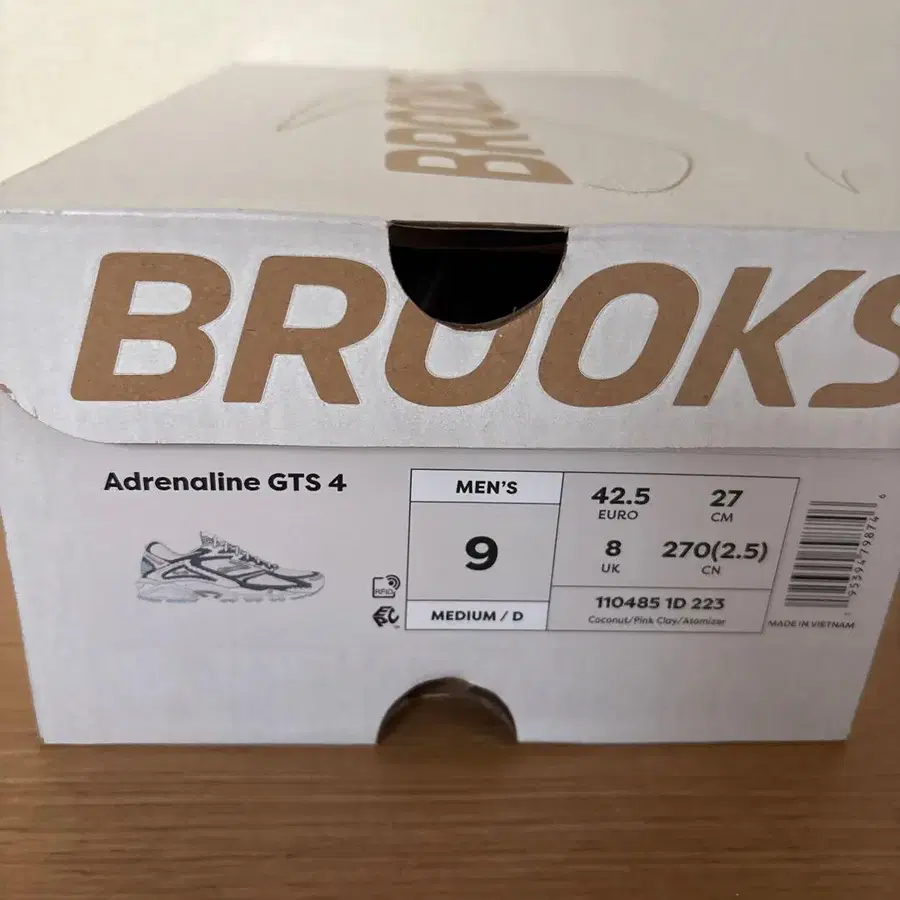 BROOKS
BROOKS
Adrenaline GTS 4
MEN'S
9
MEDIUM / D
42.5
EURO
27
CM
8
UK
270(2.5)
CN
110485 1D 223
Coconut/Pink Clay/Atomizer
RFID
MADE IN VIETNAM